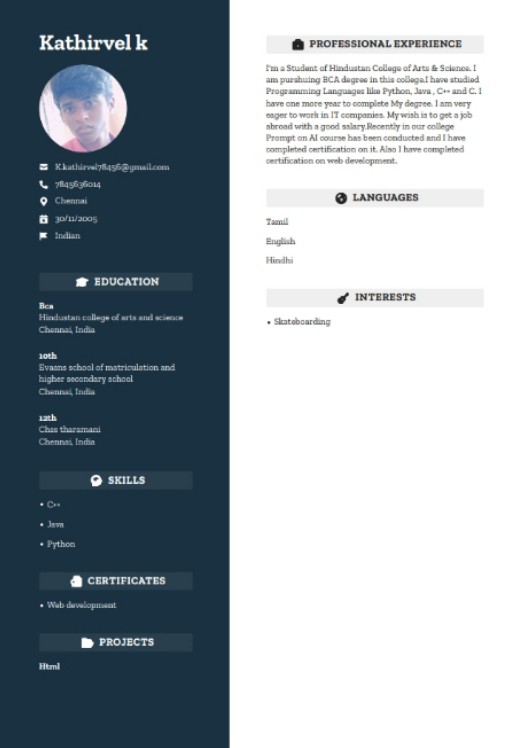 Kathirvel k
K.kathirvel78456@gmail.com
7845636014
Chennai
30/11/2005
Indian
EDUCATION
Bca
Hindustan college of arts and science
Chennai, India
10th
Evaans school of matriculation and
higher secondary school
Chennai, India
12th
Chss tharamani
Chennai, India
SKILLS
• C++
• Java
• Python
CERTIFICATES
• Web development
PROJECTS
Html
PROFESSIONAL EXPERIENCE
I'm a Student of Hindustan College of Arts & Science. I
am purshuing BCA degree in this college.I have studied
Programming Languages like Python, Java , C++ and C. I
have one more year to complete My degree. I am very
eager to work in IT companies. My wish is to get a job
abroad with a good salary.Recently in our college
Prompt on AI course has been conducted and I have
completed certification on it. Also I have completed
certification on web development.
LANGUAGES
Tamil
English
Hindhi
INTERESTS
• Skateboarding